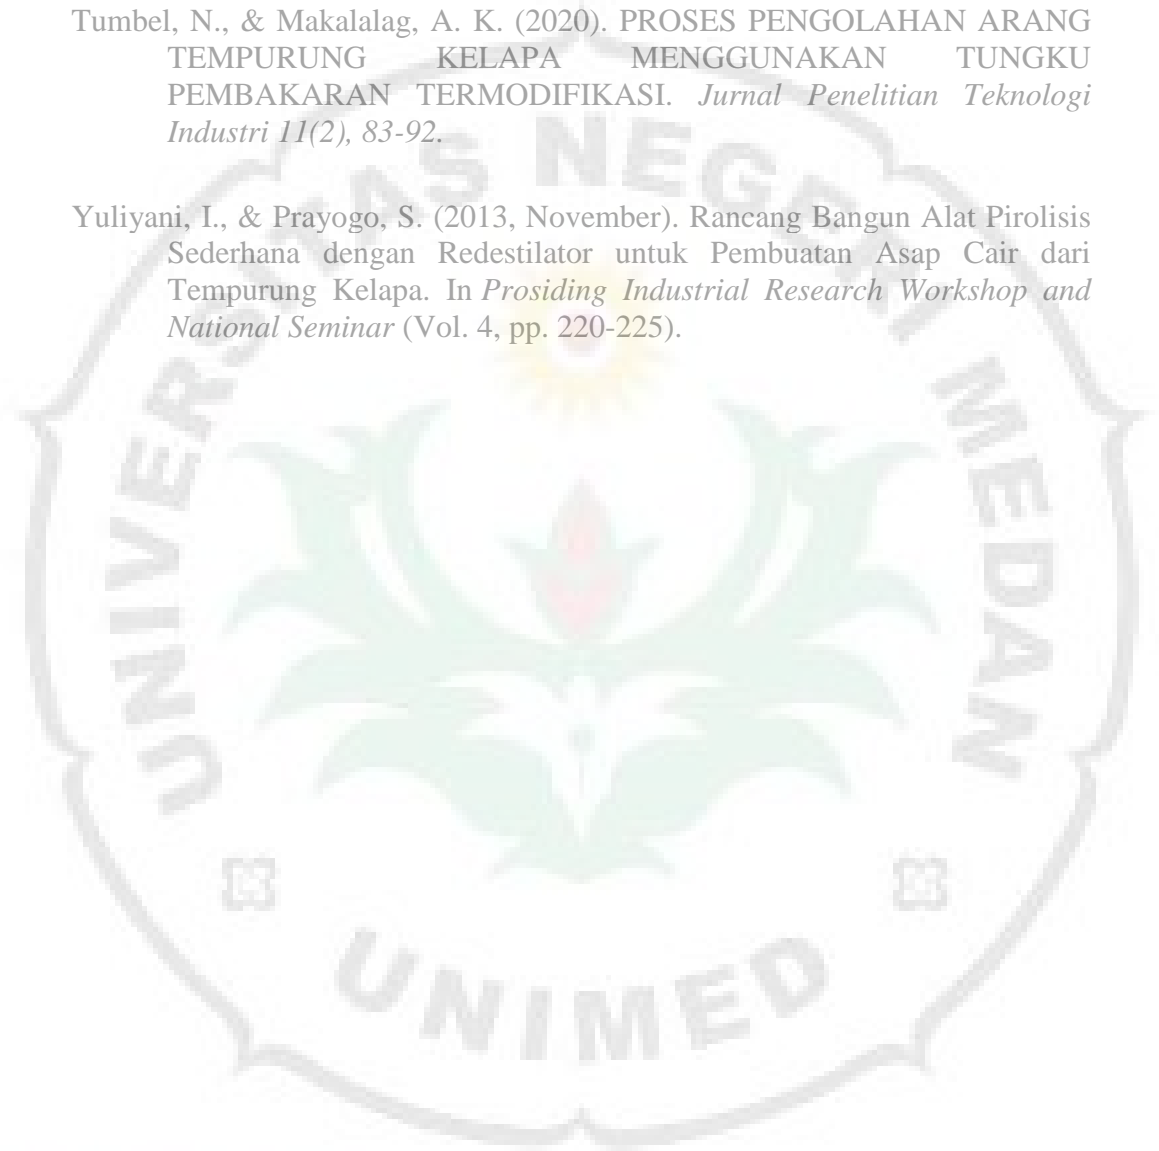 Tumbel, N., & Makalalag, A. K. (2020). PROSES PENGOLAHAN ARANG
TEMPURUNG KELAPA MENGGUNAKAN TUNGKU
PEMBAKARAN TERMODIFIKASI. Jurnal Penelitian Teknologi
Industri 11(2), 83-92.
Yuliyani, I., & Prayogo, S. (2013, November). Rancang Bangun Alat Pirolisis
Sederhana dengan Redestilator untuk Pembuatan Asap Cair dari
Tempurung Kelapa. In Prosiding Industrial Research Workshop and
National Seminar (Vol. 4, pp. 220-225).
UNIVERSITAS NEGERI MEDAN
UNIMED